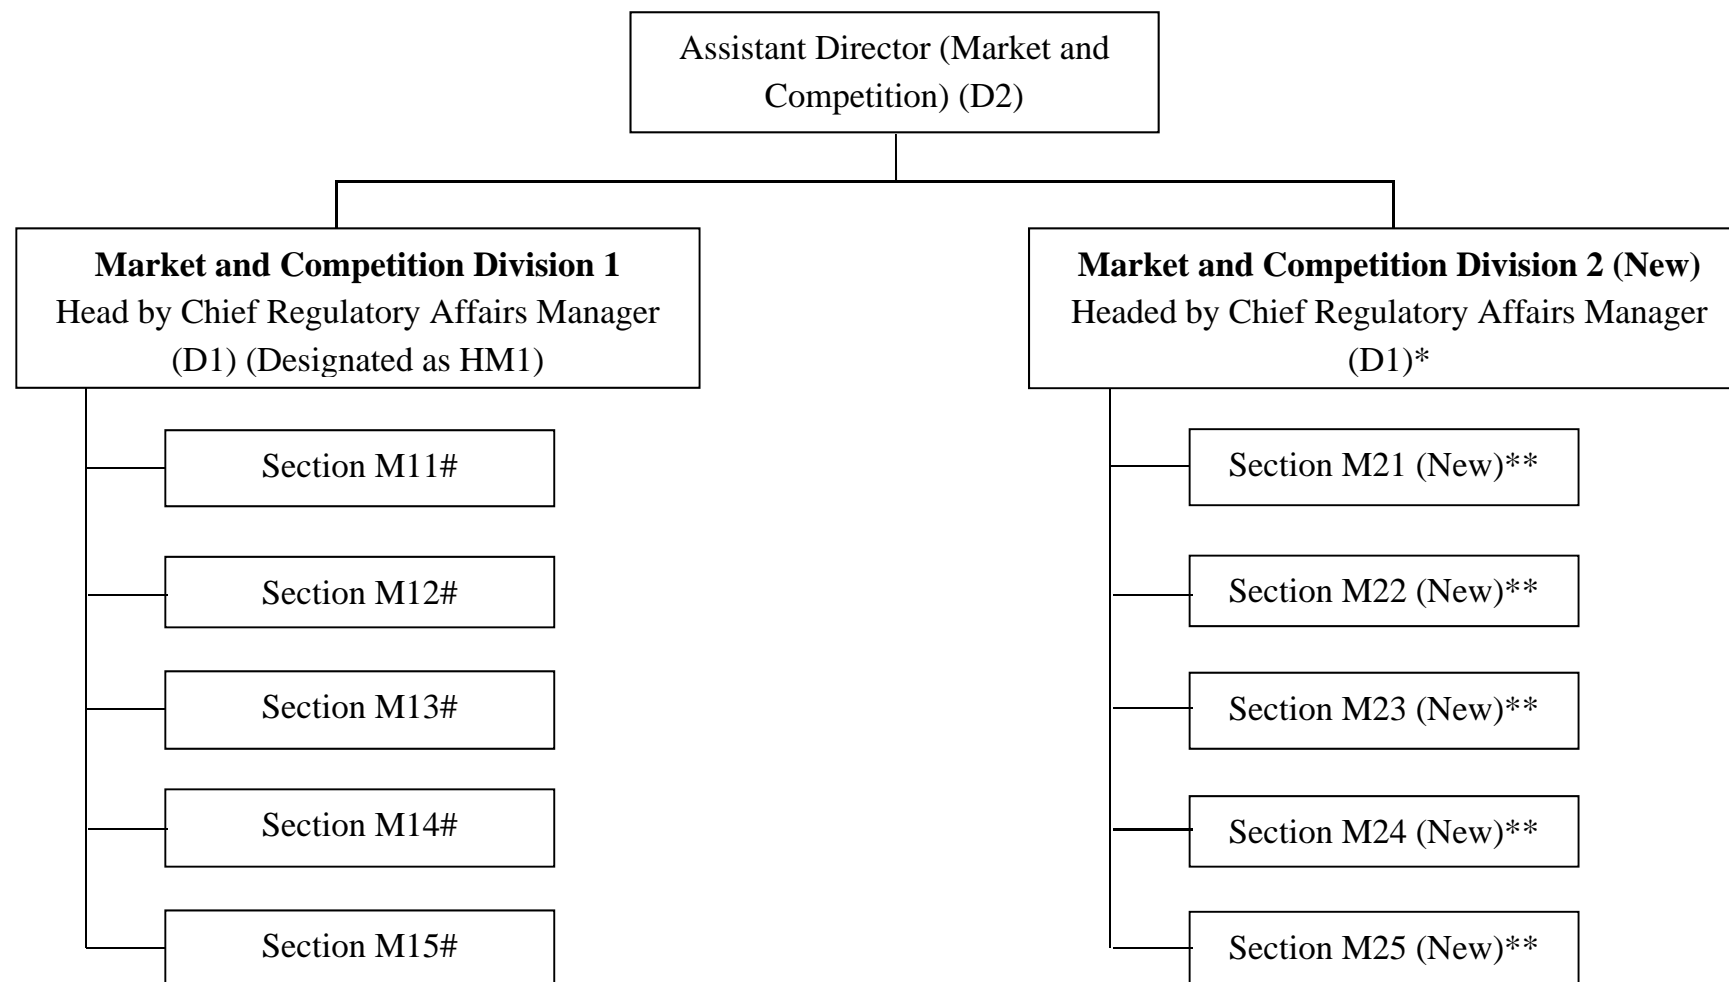 Assistant Director (Market and
Competition) (D2)
Market and Competition Division 1
Head by Chief Regulatory Affairs Manager
(D1) (Designated as HM1)
Section M11#
Section M12#
Section M13#
Section M14#
Section M15#
Market and Competition Division 2 (New)
Headed by Chief Regulatory Affairs Manager
(D1)*
Section M21 (New)**
Section M22 (New)**
Section M23 (New)**
Section M24 (New)**
Section M25 (New)**